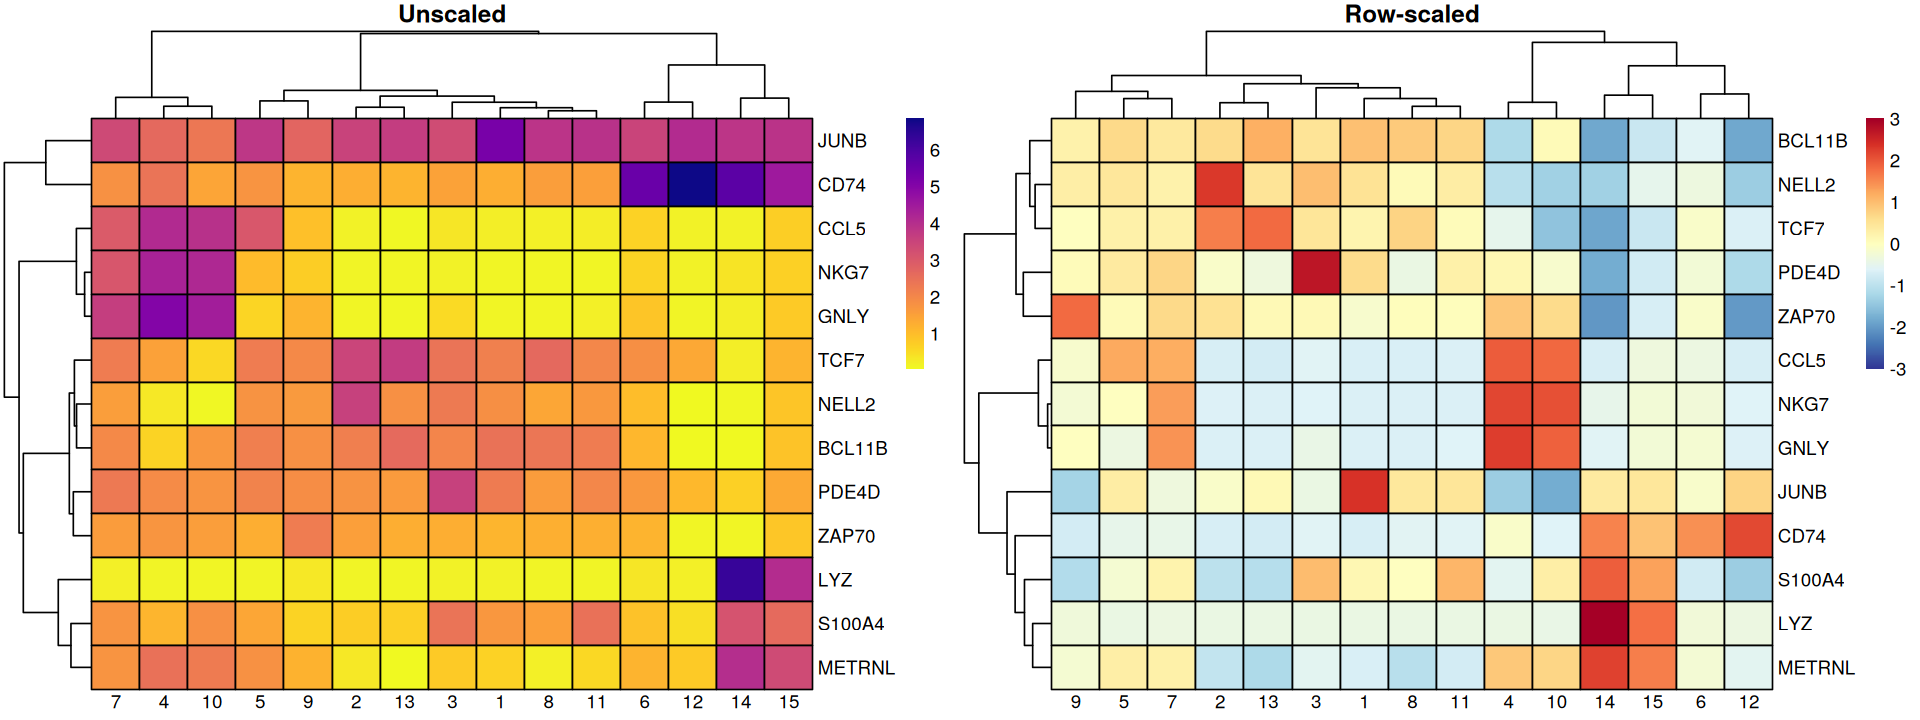 Unscaled
JUNB
CD74
CCL5
NKG7
GNLY
TCF7
NELL2
BCL11B
PDE4D
ZAP70
LYZ
S100A4
METRNL
7 4 10 5 9 2 13 3 1 8 11 6 12 14 15
6
5
4
3
2
1
Row-scaled
BCL11B
NELL2
TCF7
PDE4D
ZAP70
CCL5
NKG7
GNLY
JUNB
CD74
S100A4
LYZ
METRNL
9 5 7 2 13 3 1 8 11 4 10 14 15 6 12
3
2
1
0
-1
-2
-3